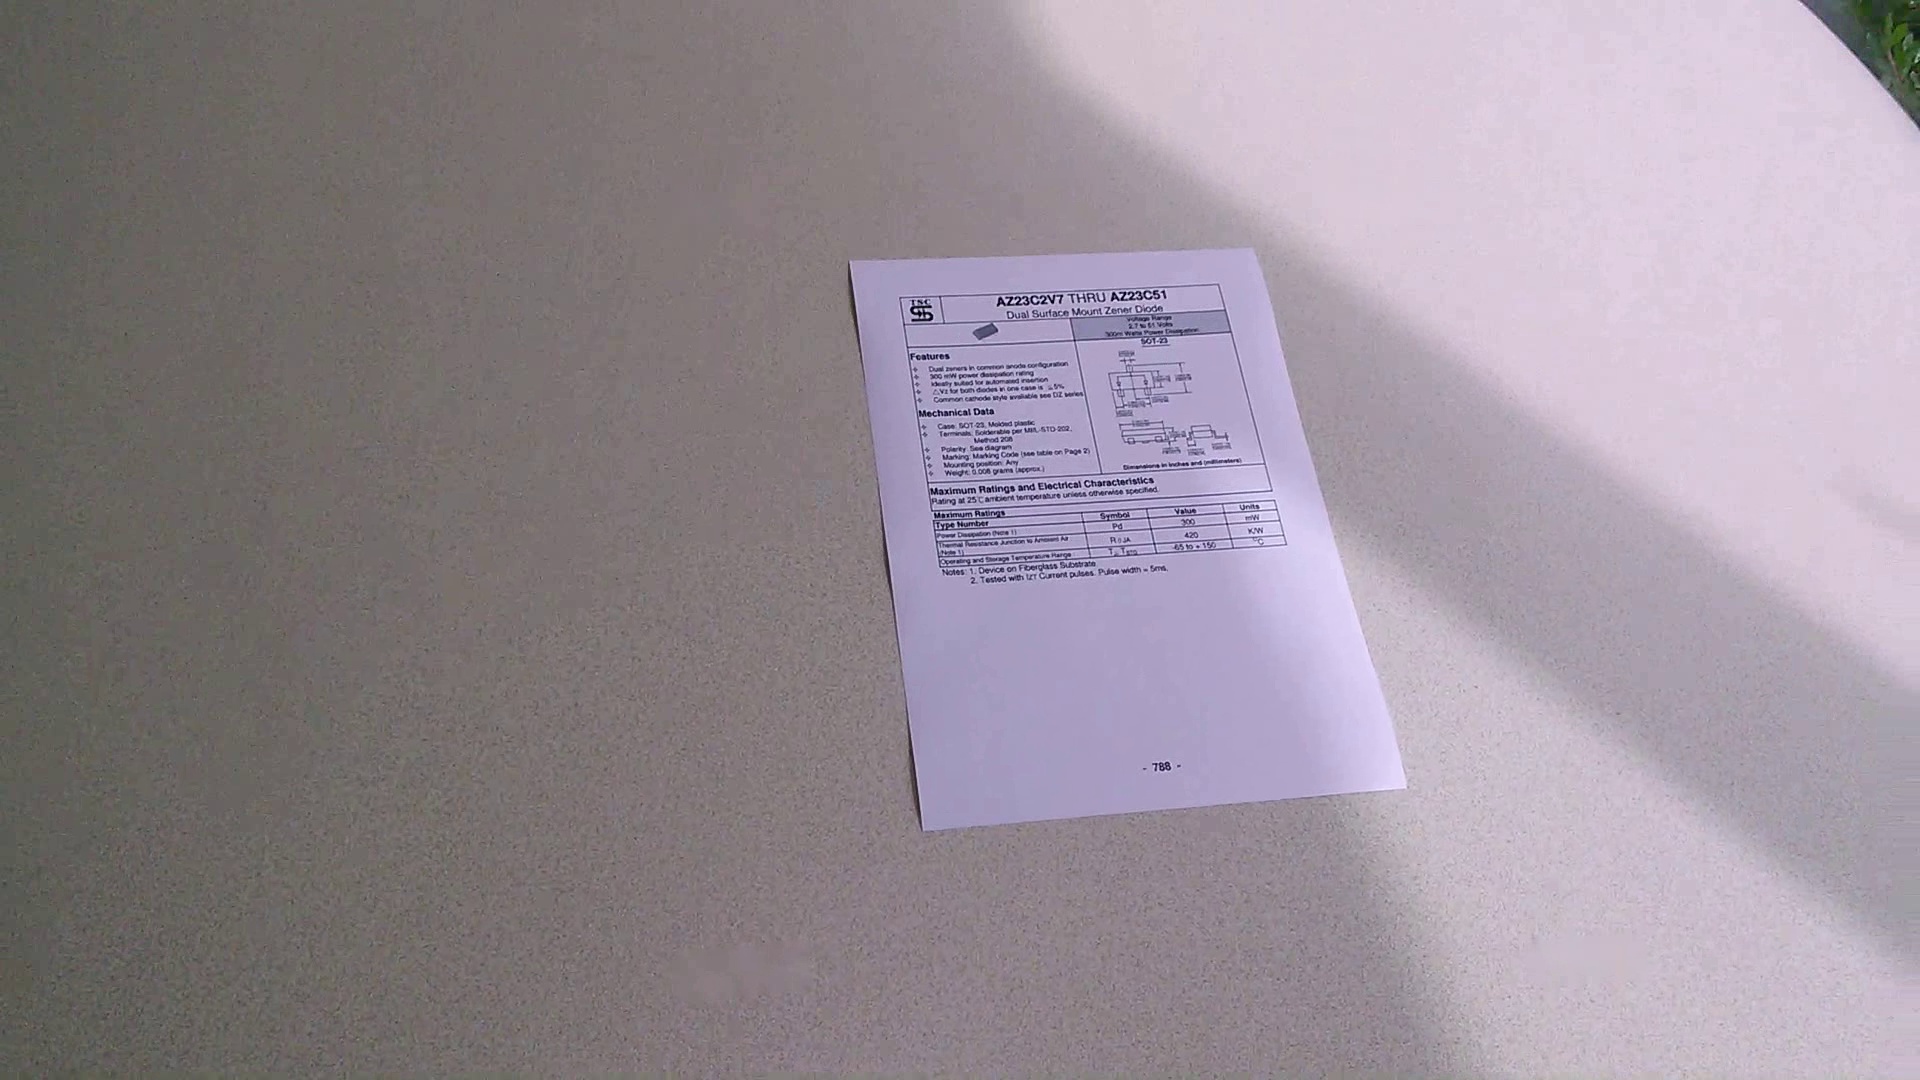 TSC
AZ23C2V7 THRU AZ23C51
Dual Surface Mount Zener Diode
Voltage Range
2.7 to 51 Volts
300m Watts Power Dissipation
SOT-23
Features
Dual zeners in common anode configuration
300 mW power dissipation rating
Ideally suited for automated insertion
△Vz for both diodes in one case is ≦5%
Common cathode style available see DZ series
Mechanical Data
Case: SOT-23, Molded plastic
Terminals: Solderable per MIL-STD-202,
Method 208
Polarity: See diagram
Marking: Marking Code (see table on Page 2)
Mounting position: Any
Weight: 0.008 grams (approx.)
Dimensions in inches and (millimeters)
Maximum Ratings and Electrical Characteristics
Rating at 25℃ ambient temperature unless otherwise specified.
Maximum Ratings
Type Number Symbol Value Units
Power Dissipation (Note 1) Pd 300 mW
Thermal Resistance Junction to Ambient Air
(Note 1) RθJA 420 K/W
Operating and Storage Temperature Range TJ, TSTG -65 to + 150 ℃
Notes: 1. Device on Fiberglass Substrate
2. Tested with IZT Current pulses. Pulse width = 5ms.
- 788 -